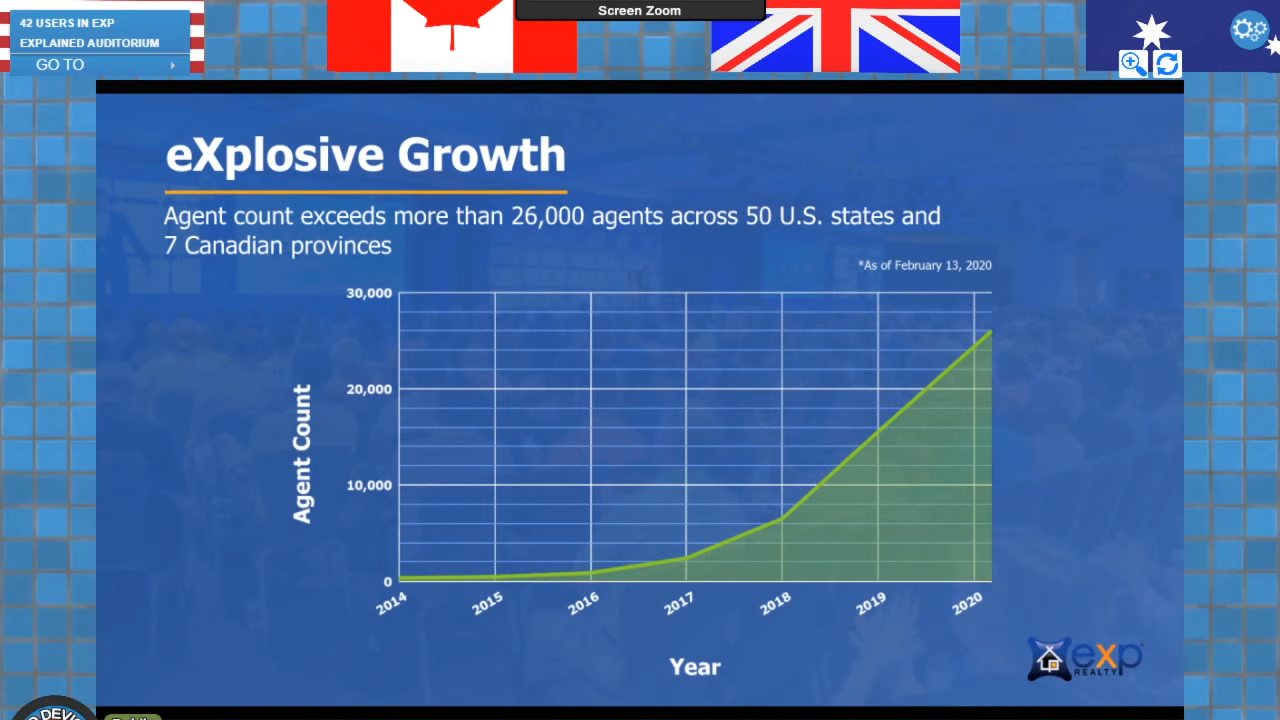 42 USERS IN EXP
EXPLAINED AUDITORIUM
GO TO
Screen Zoom
eXplosive Growth
Agent count exceeds more than 26,000 agents across 50 U.S. states and
7 Canadian provinces
*As of February 13, 2020
30,000
20,000
10,000
0
Agent Count
2014
2015
2016
2017
2018
2019
2020
Year
exp
REALTY